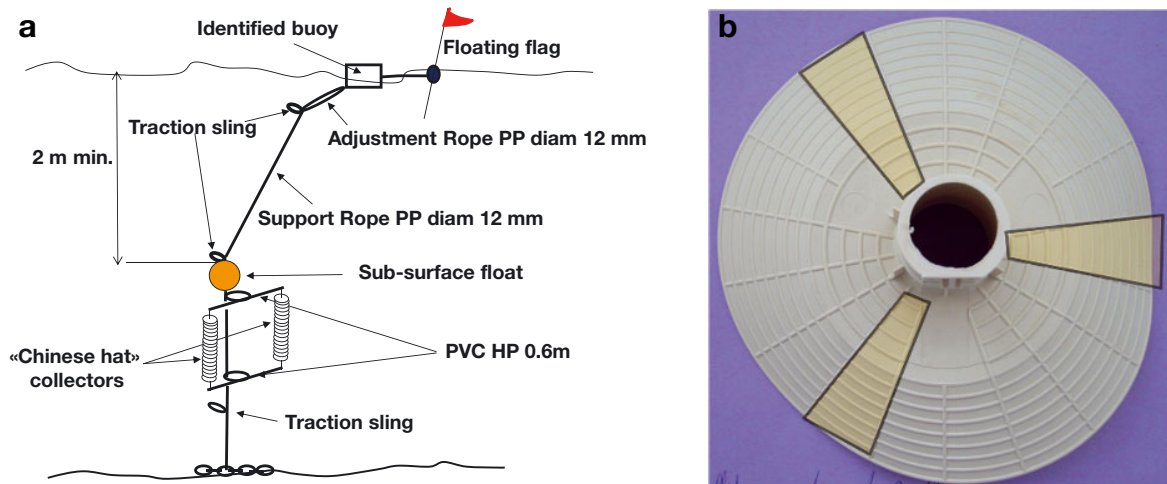 a
Identified buoy
Floating flag
Traction sling
Adjustment Rope PP diam 12 mm
2 m min.
Support Rope PP diam 12 mm
Sub-surface float
«Chinese hat»
collectors
PVC HP 0.6m
Traction sling
b